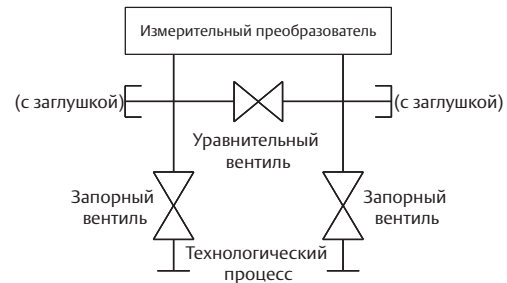 Измерительный преобразователь
(с заглушкой)
(с заглушкой)
Уравнительный
вентиль
Запорный
вентиль
Запорный
вентиль
Технологический
процесс